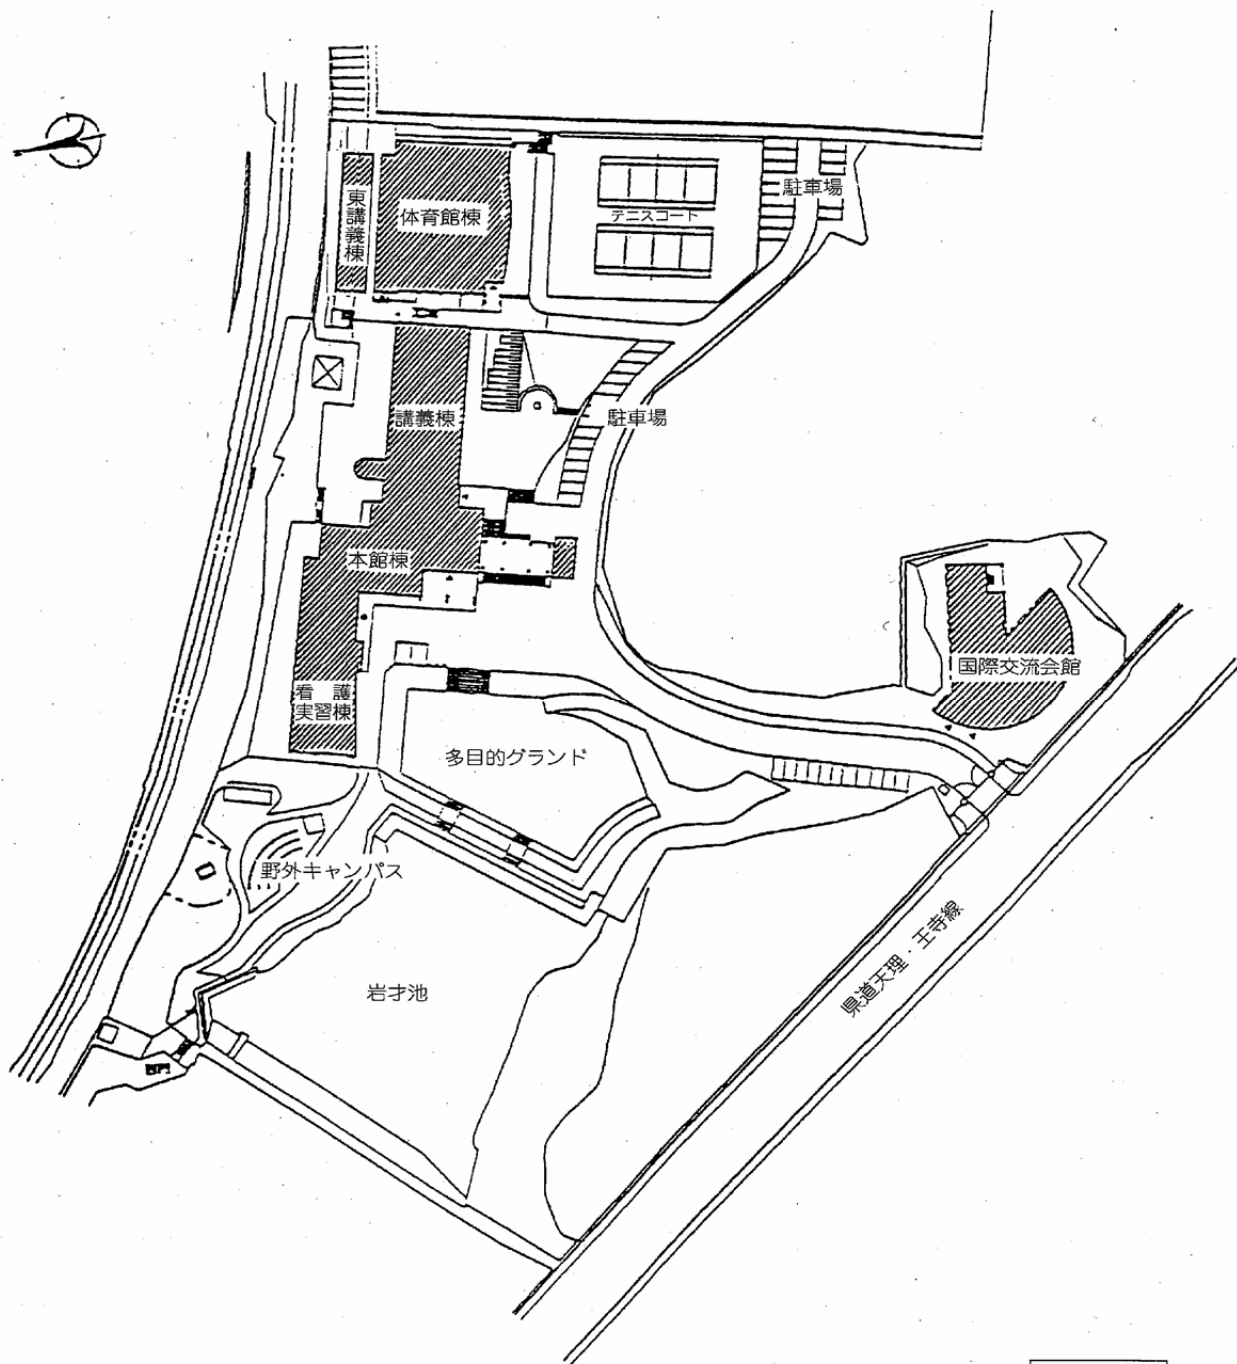 東講義棟
体育館棟
テニスコート
駐車場
講義棟
駐車場
本館棟
国際交流会館
看護
実習棟
多目的グランド
野外キャンパス
岩才池
県道天理・王寺線
西門